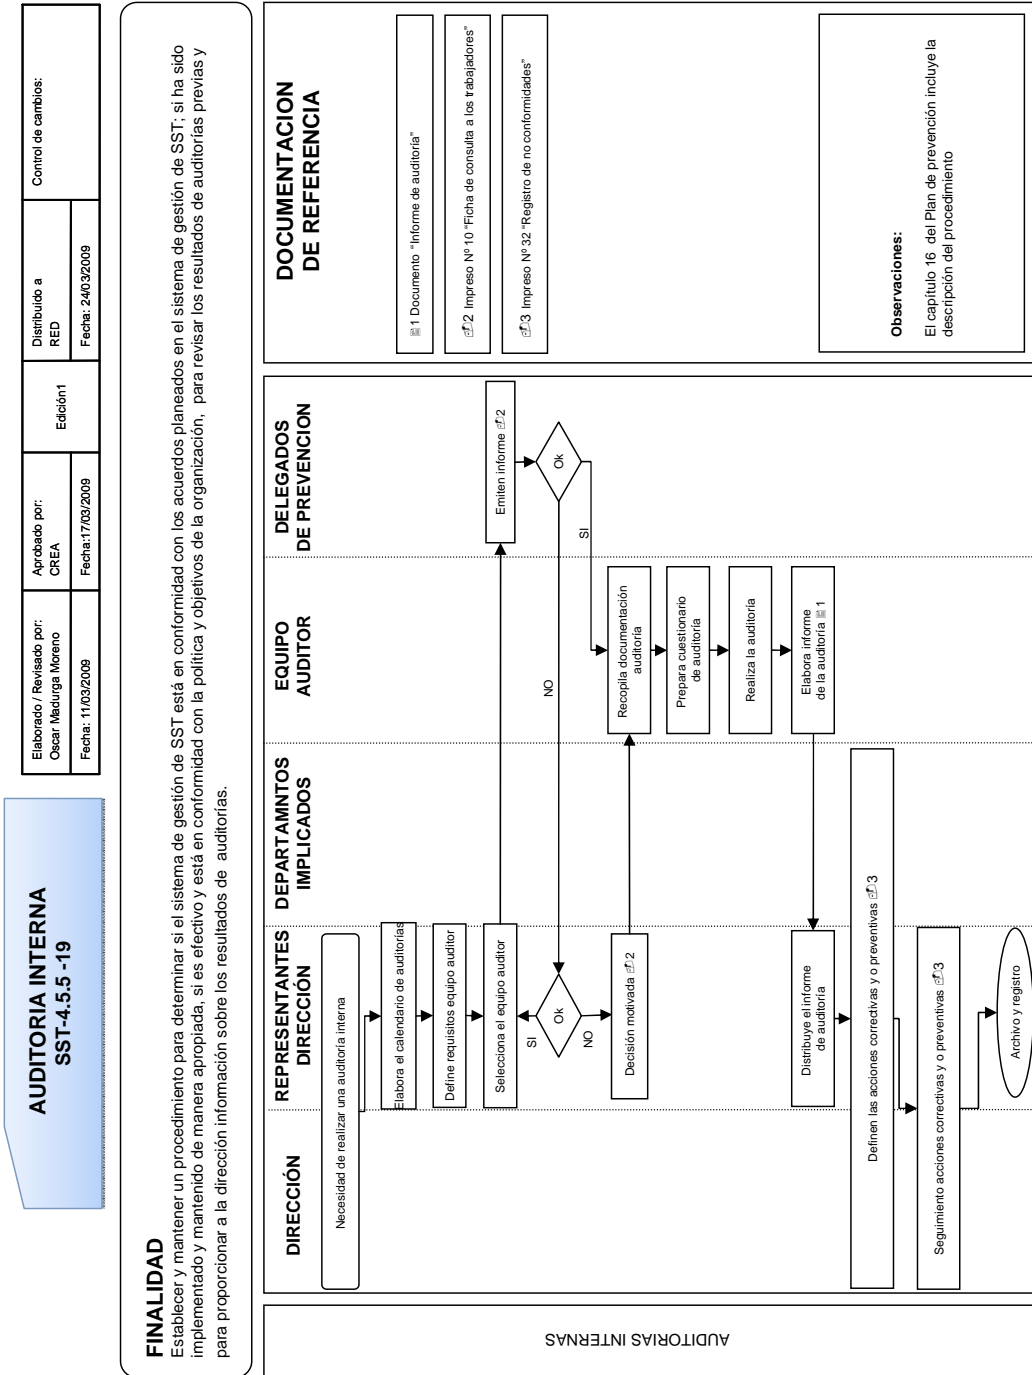 AUDITORIA INTERNA
SST-4.5.5 -19
Elaborado / Revisado por:
Oscar Madurga Moreno
Fecha: 11/03/2009
Aprobado por:
CREA
Fecha:17/03/2009
Edición1
Distribuido a
RED
Fecha: 24/03/2009
Control de cambios:
FINALIDAD
Establecer y mantener un procedimiento para determinar si el sistema de gestión de SST está en conformidad con los acuerdos planeados en el sistema de gestión de SST; si ha sido
implementado y mantenido de manera apropiada, si es efectivo y está en conformidad con la política y objetivos de la organización, para revisar los resultados de auditorías previas y
para proporcionar a la dirección información sobre los resultados de auditorías.
AUDITORIAS INTERNAS
DIRECCIÓN
REPRESENTANTES
DIRECCIÓN
DEPARTAMNTOS
IMPLICADOS
EQUIPO
AUDITOR
DELEGADOS
DE PREVENCION
Necesidad de realizar una auditoría interna
Elabora el calendario de auditorías
Define requisitos equipo auditor
Selecciona el equipo auditor
Emiten informe 2
Ok
SI
NO
Ok
SI
NO
Decisión motivada 2
Recopila documentación
auditoría
Prepara cuestionario
de auditoría
Realiza la auditoría
Elabora informe
de la auditoría 1
Distribuye el informe
de auditoría
Definen las acciones correctivas y o preventivas 3
Seguimiento acciones correctivas y o preventivas 3
Archivo y registro
DOCUMENTACION
DE REFERENCIA
1 Documento “Informe de auditoría”
2 Impreso Nº 10 “Ficha de consulta a los trabajadores”
3 Impreso Nº 32 “Registro de no conformidades”
Observaciones:
El capítulo 16 del Plan de prevención incluye la
descripción del procedimiento